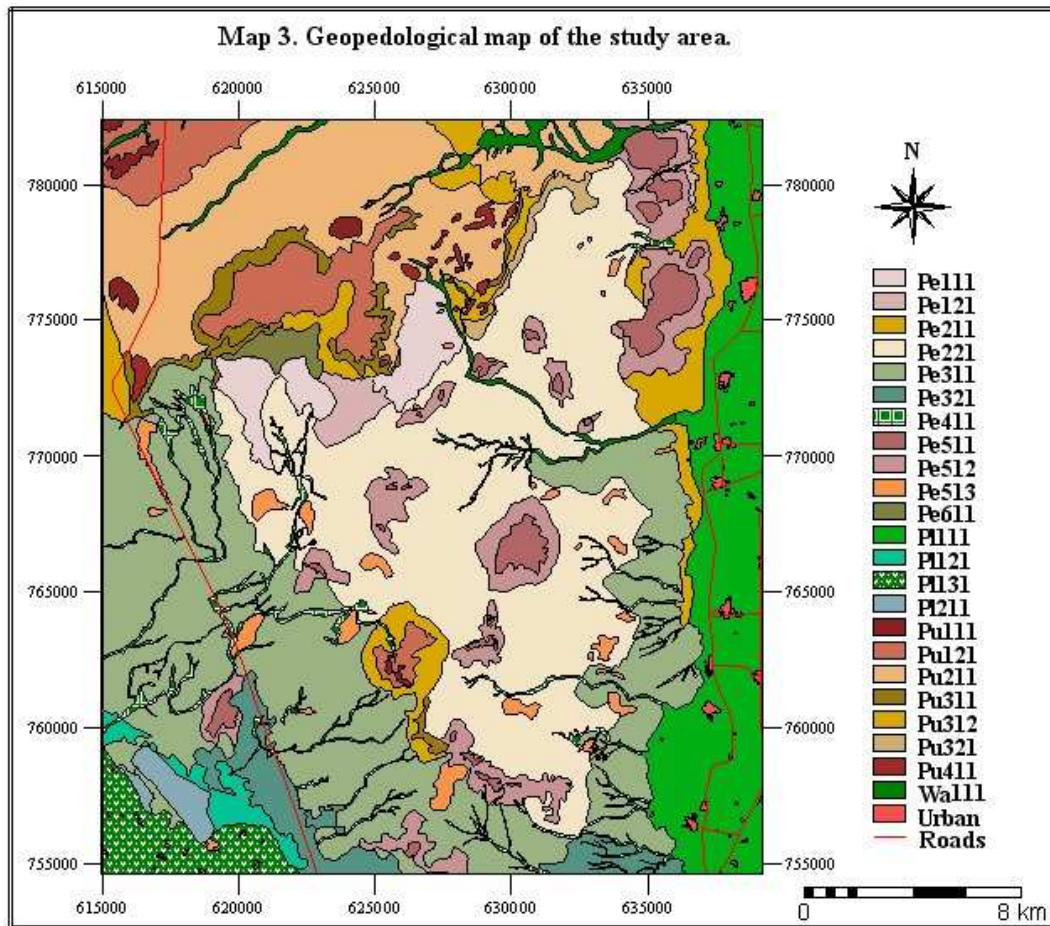 Map 3. Geopedological map of the study area.
615000 620000 625000 630000 635000
780000 780000
775000 775000
770000 770000
765000 765000
760000 760000
755000 755000
615000 620000 625000 630000 635000
N
Pe111
Pe121
Pe211
Pe221
Pe311
Pe321
Pe411
Pe511
Pe512
Pe513
Pe611
Pl111
Pl121
Pl131
Pl211
Pu111
Pu121
Pu211
Pu311
Pu312
Pu321
Pu411
Wa111
Urban
Roads
0 8 km